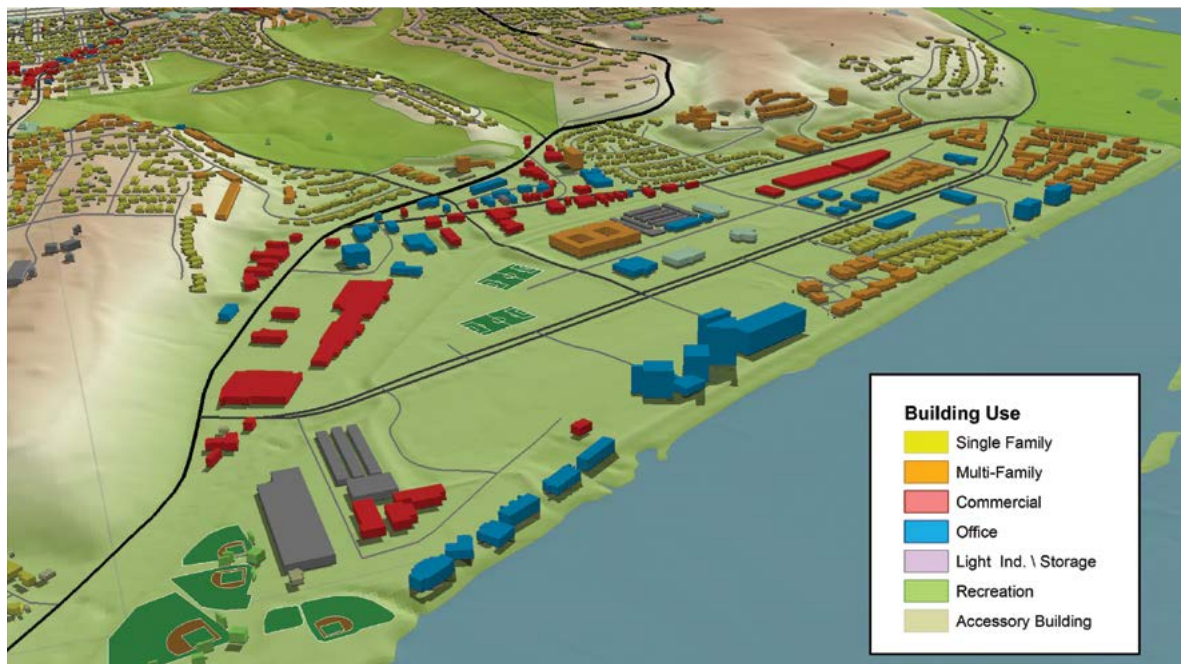 Building Use
Single Family
Multi-Family
Commercial
Office
Light Ind. \ Storage
Recreation
Accessory Building